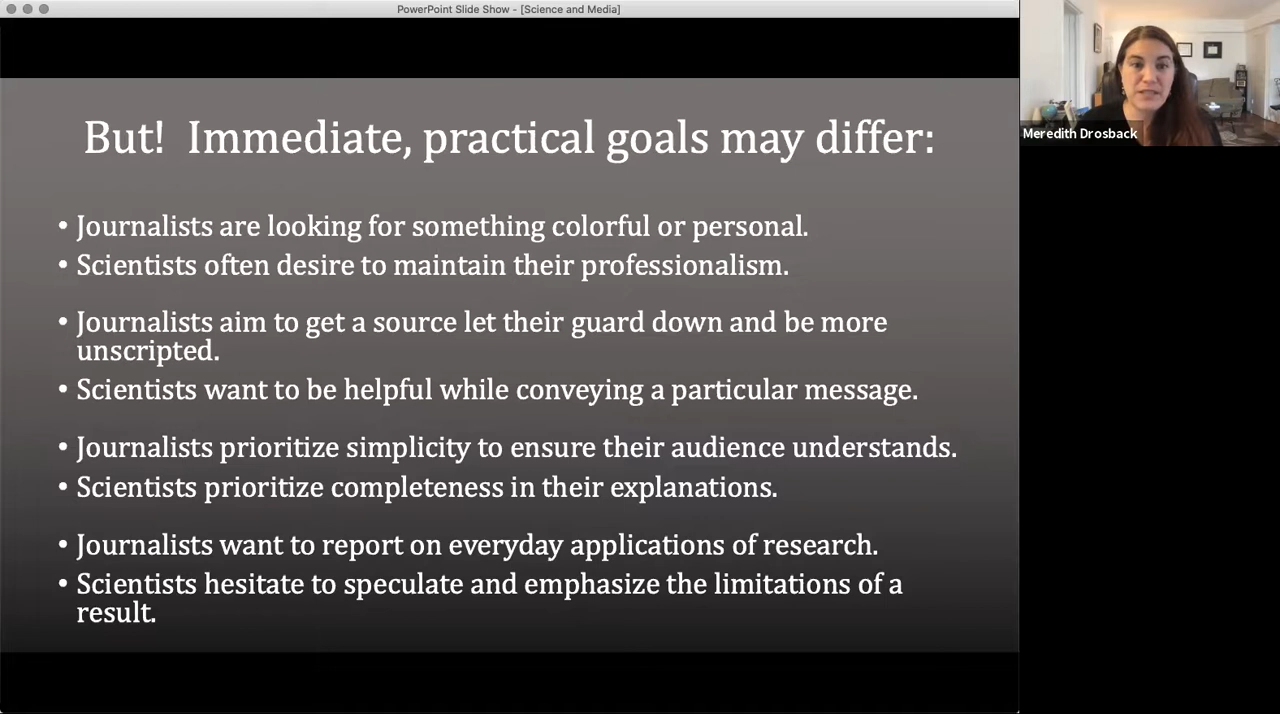 PowerPoint Slide Show - [Science and Media]
But!  Immediate, practical goals may differ:
• Journalists are looking for something colorful or personal.
• Scientists often desire to maintain their professionalism.
• Journalists aim to get a source let their guard down and be more
unscripted.
• Scientists want to be helpful while conveying a particular message.
• Journalists prioritize simplicity to ensure their audience understands.
• Scientists prioritize completeness in their explanations.
• Journalists want to report on everyday applications of research.
• Scientists hesitate to speculate and emphasize the limitations of a
result.
Meredith Drosback